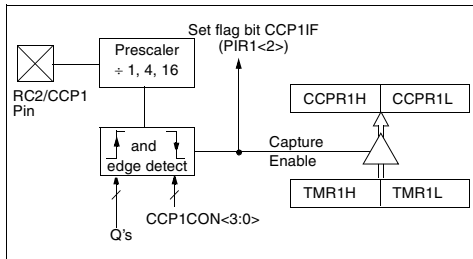 Set flag bit CCP1IF
(PIR1<2>)
Prescaler
÷ 1, 4, 16
RC2/CCP1
Pin
CCPR1H CCPR1L
and
edge detect
Capture
Enable
TMR1H TMR1L
CCP1CON<3:0>
Q's